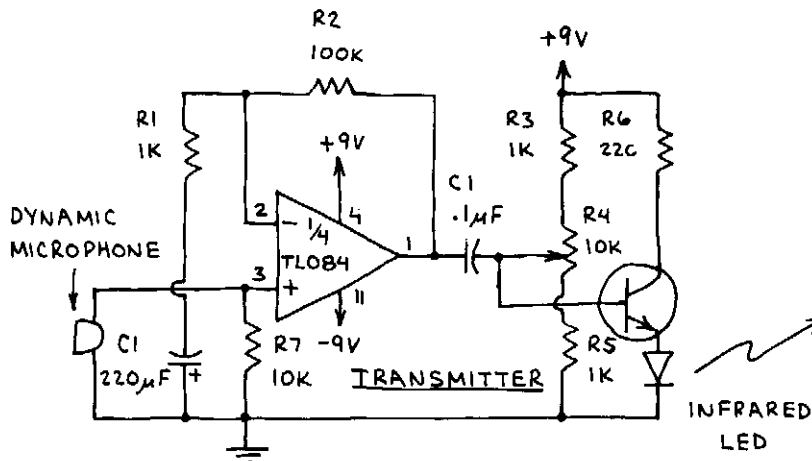 R2
100K
+9V
R1
1K
+9V
R3
1K
R6
22C
C1
.1μF
R4
10K
DYNAMIC
MICROPHONE
2
−
1/4
4
1
TL084
3
+
11
-9V
C1
220μF
+
R7
10K
R5
1K
TRANSMITTER
INFRARED
LED